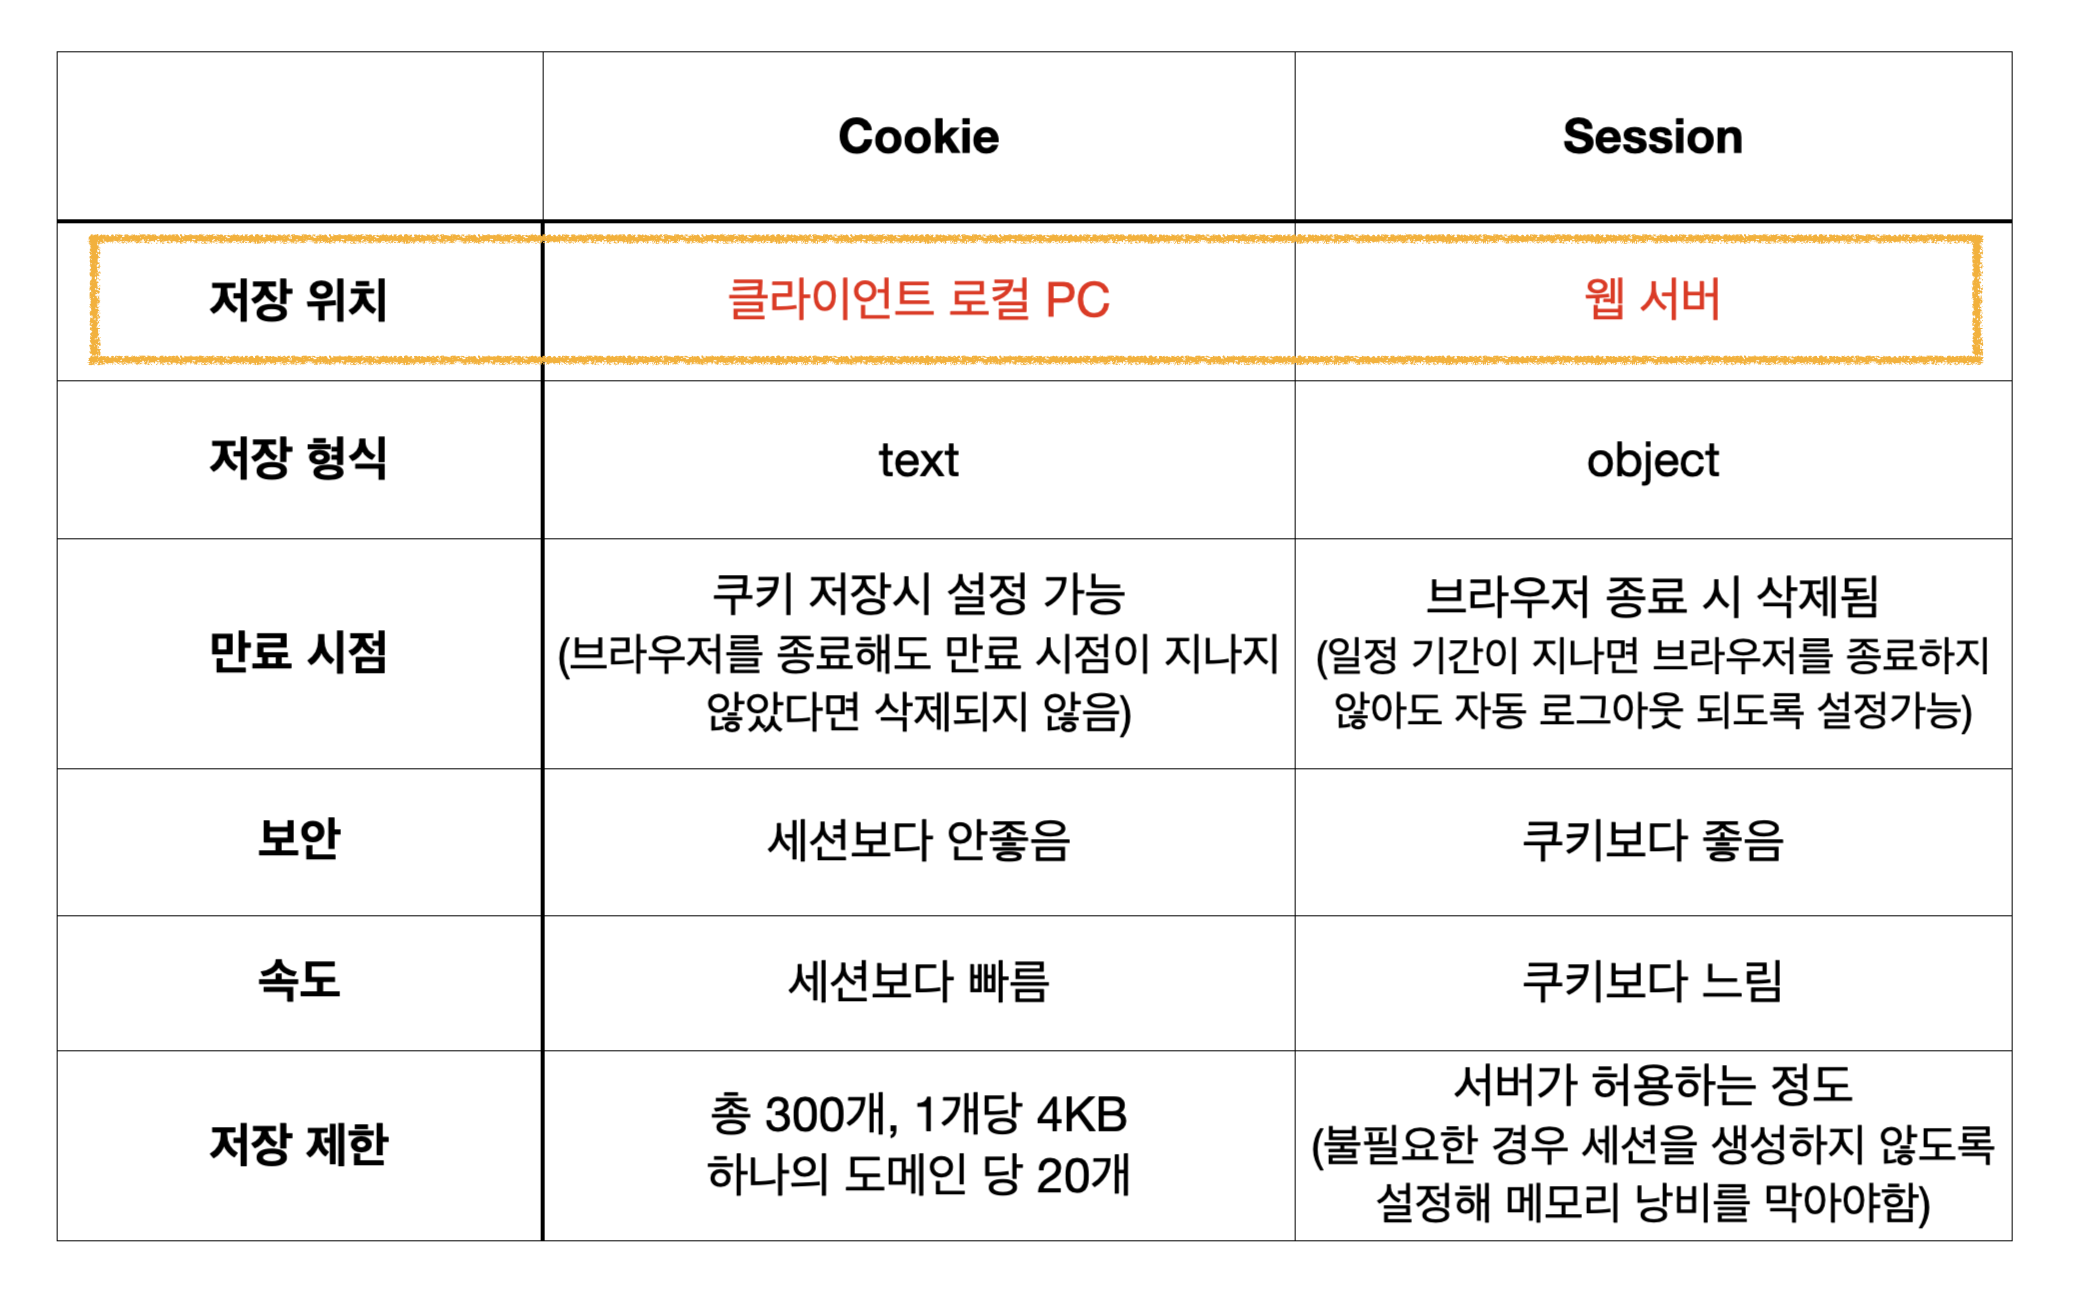 Cookie
Session
저장 위치
클라이언트 로컬 PC
웹 서버
저장 형식
text
object
만료 시점
쿠키 저장시 설정 가능
(브라우저를 종료해도 만료 시점이 지나지
않았다면 삭제되지 않음)
브라우저 종료 시 삭제됨
(일정 기간이 지나면 브라우저를 종료하지
않아도 자동 로그아웃 되도록 설정가능)
보안
세션보다 안좋음
쿠키보다 좋음
속도
세션보다 빠름
쿠키보다 느림
저장 제한
총 300개, 1개당 4KB
하나의 도메인 당 20개
서버가 허용하는 정도
(불필요한 경우 세션을 생성하지 않도록
설정해 메모리 낭비를 막아야함)